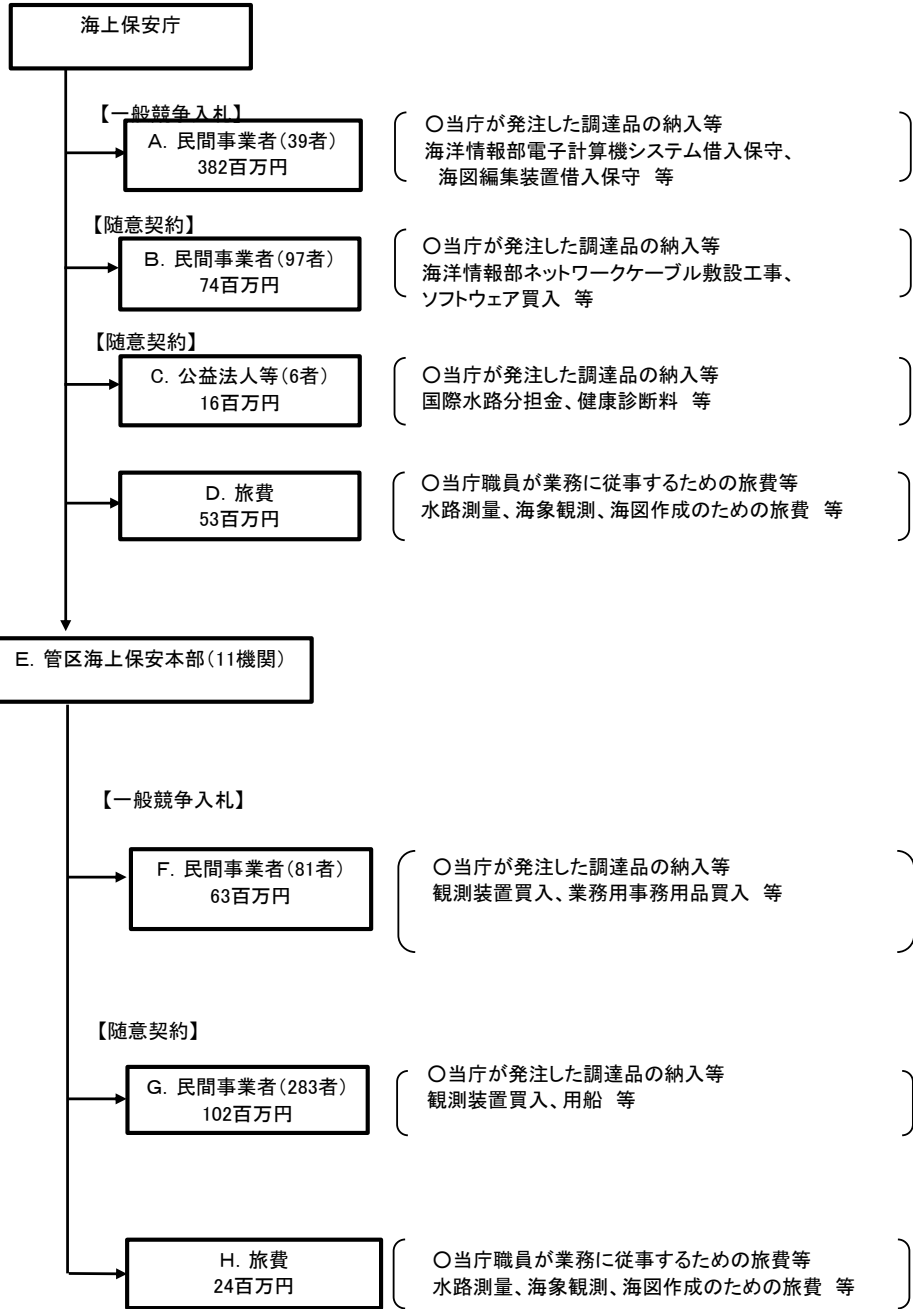 海上保安庁
【一般競争入札】
A. 民間事業者(39者)
382百万円
○当庁が発注した調達品の納入等
海洋情報部電子計算機システム借入保守、
海図編集装置借入保守 等
【随意契約】
B. 民間事業者(97者)
74百万円
○当庁が発注した調達品の納入等
海洋情報部ネットワークケーブル敷設工事、
ソフトウェア買入 等
【随意契約】
C. 公益法人等(6者)
16百万円
○当庁が発注した調達品の納入等
国際水路分担金、健康診断料 等
D. 旅費
53百万円
○当庁職員が業務に従事するための旅費等
水路測量、海象観測、海図作成のための旅費 等
E. 管区海上保安本部(11機関)
【一般競争入札】
F. 民間事業者(81者)
63百万円
○当庁が発注した調達品の納入等
観測装置買入、業務用事務用品買入 等
【随意契約】
G. 民間事業者(283者)
102百万円
○当庁が発注した調達品の納入等
観測装置買入、用船 等
H. 旅費
24百万円
○当庁職員が業務に従事するための旅費等
水路測量、海象観測、海図作成のための旅費 等